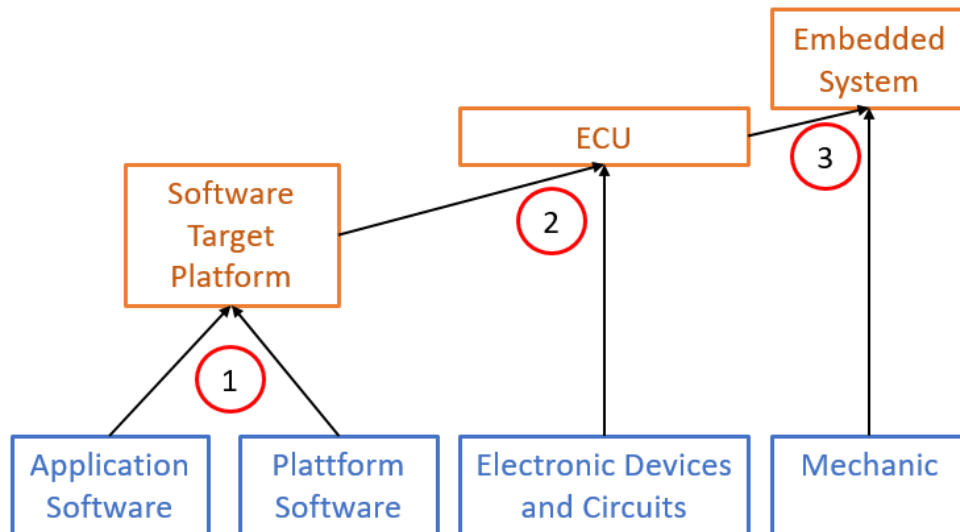 Embedded
System
ECU
3
Software
Target
Platform
2
1
Application
Software
Plattform
Software
Electronic Devices
and Circuits
Mechanic